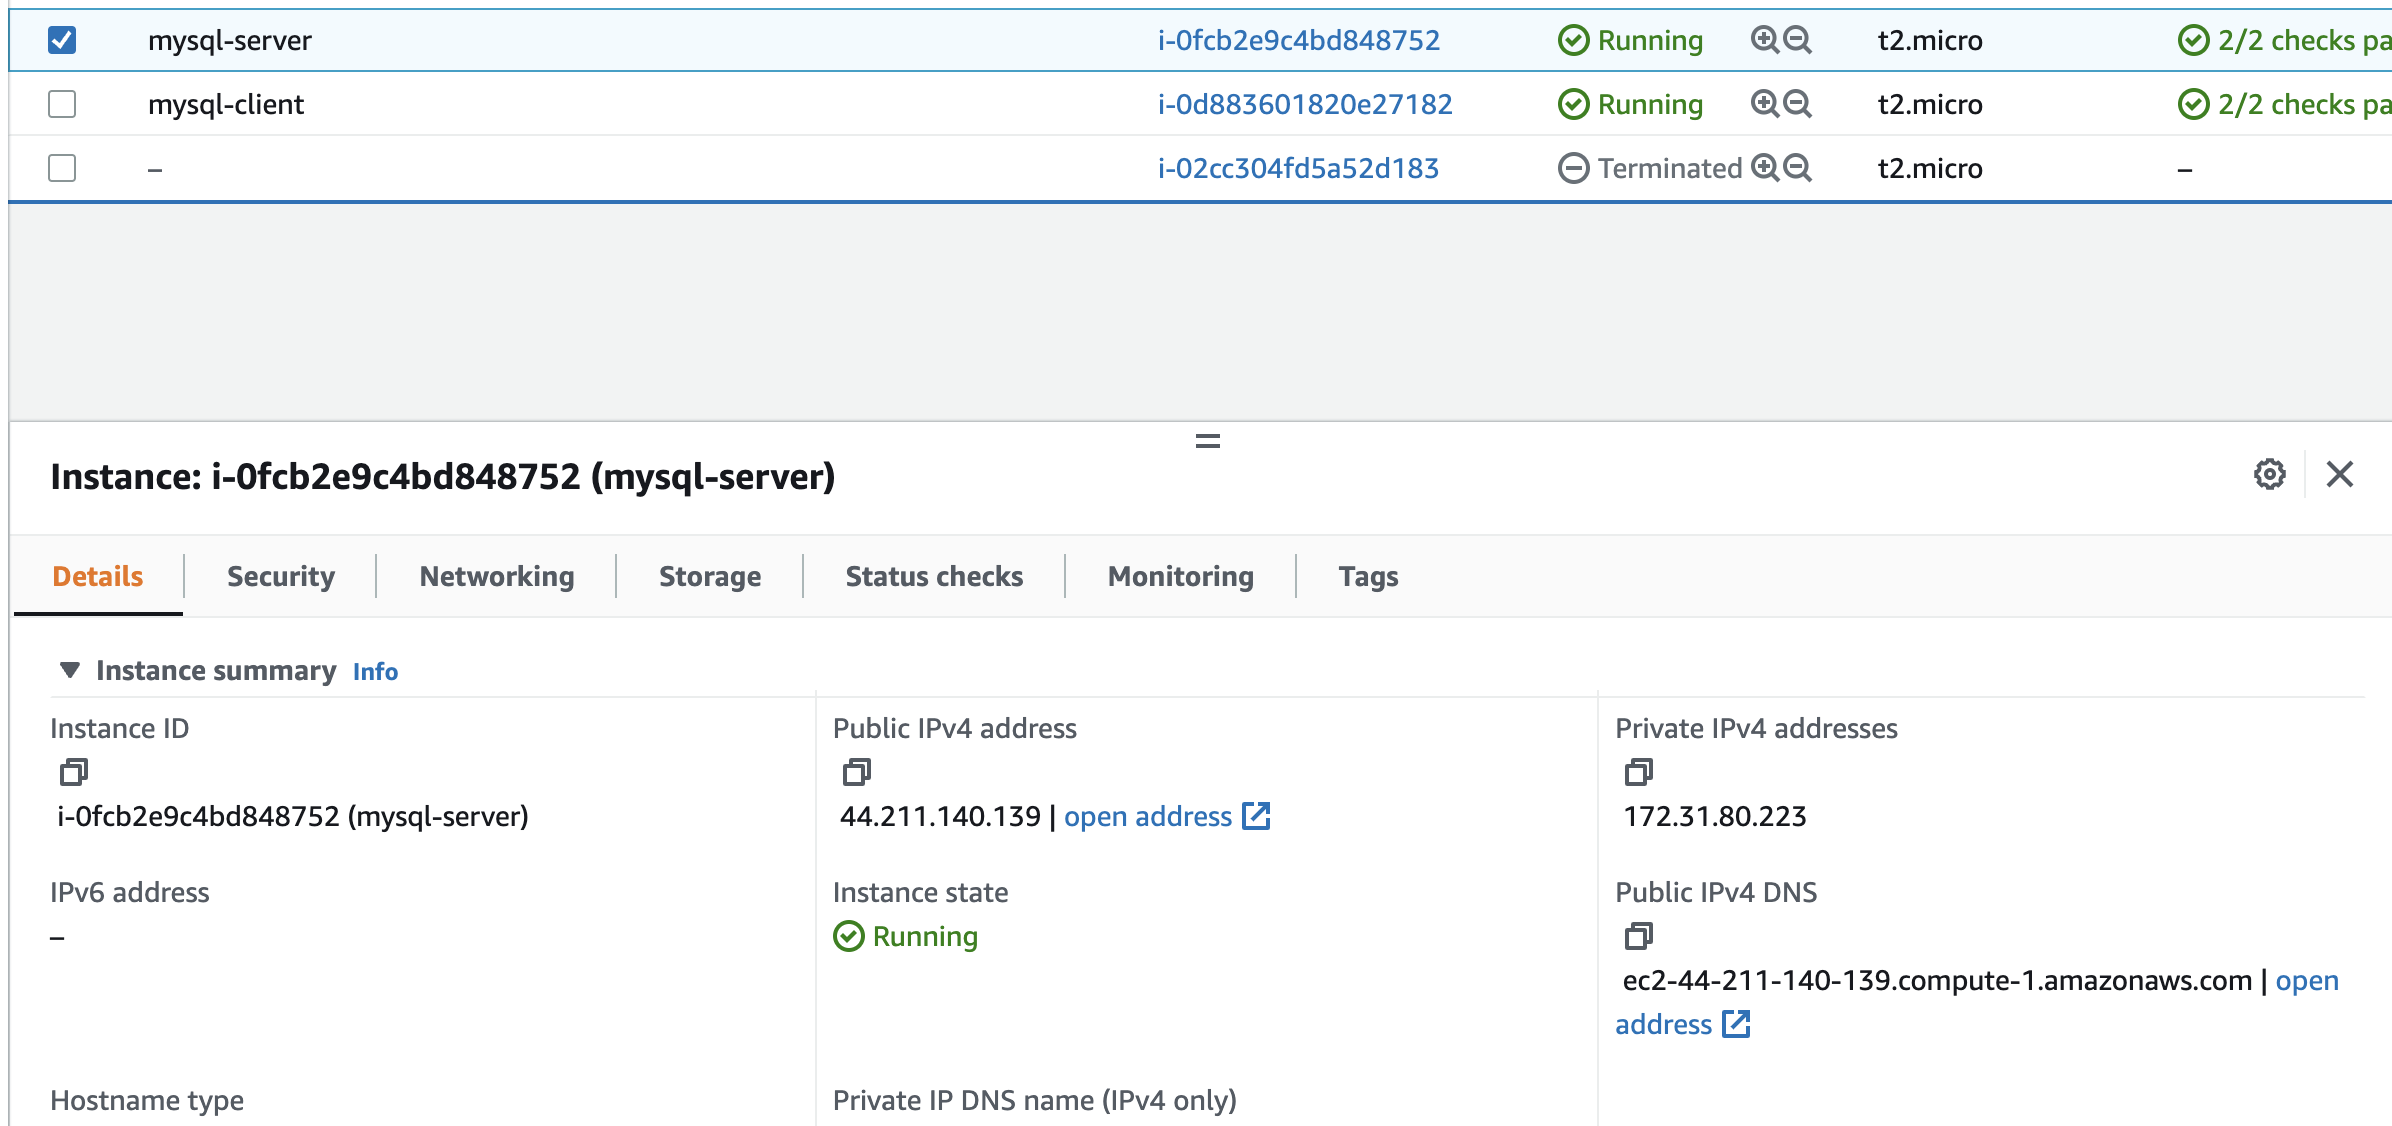 mysql-server i-0fcb2e9c4bd848752 Running t2.micro 2/2 checks pa
mysql-client i-0d883601820e27182 Running t2.micro 2/2 checks pa
– i-02cc304fd5a52d183 Terminated t2.micro –
Instance: i-0fcb2e9c4bd848752 (mysql-server)
Details Security Networking Storage Status checks Monitoring Tags
Instance summary Info
Instance ID
i-0fcb2e9c4bd848752 (mysql-server)
Public IPv4 address
44.211.140.139 | open address
Private IPv4 addresses
172.31.80.223
IPv6 address
–
Instance state
Running
Public IPv4 DNS
ec2-44-211-140-139.compute-1.amazonaws.com | open
address
Hostname type
Private IP DNS name (IPv4 only)